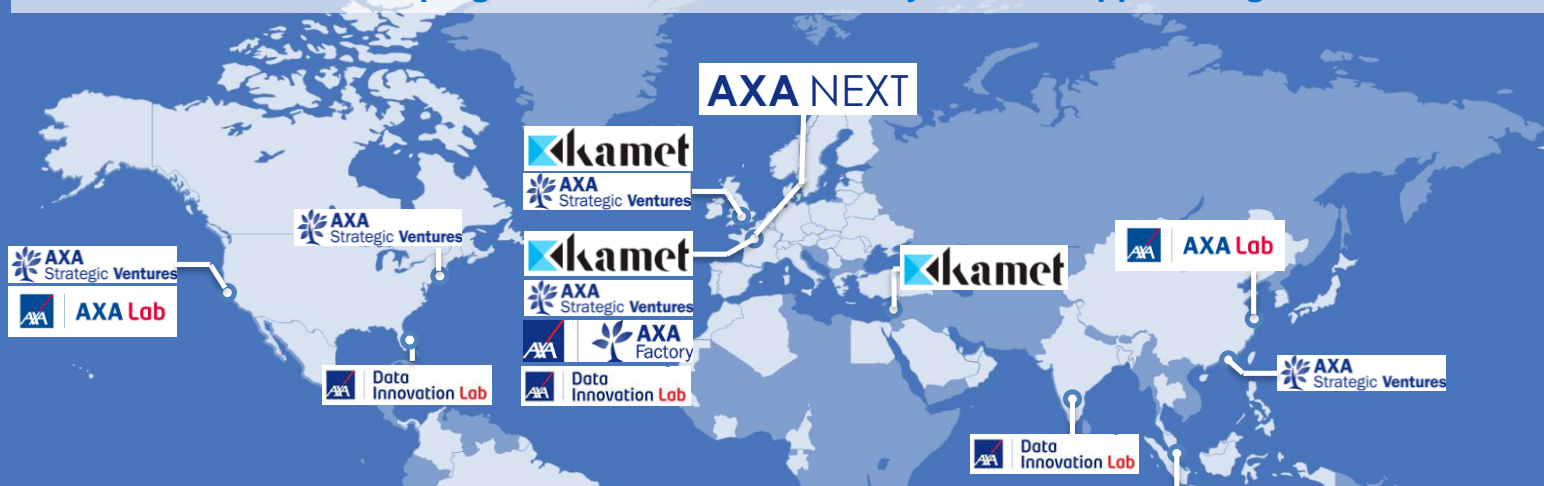 AXA NEXT
kamet
AXA
Strategic Ventures
AXA
Strategic Ventures
AXA
Strategic Ventures
AXA AXA Lab
kamet
AXA
Strategic Ventures
AXA AXA
Factory
AXA Data
Innovation Lab
AXA Data
Innovation Lab
kamet
AXA AXA Lab
AXA
Strategic Ventures
AXA Data
Innovation Lab